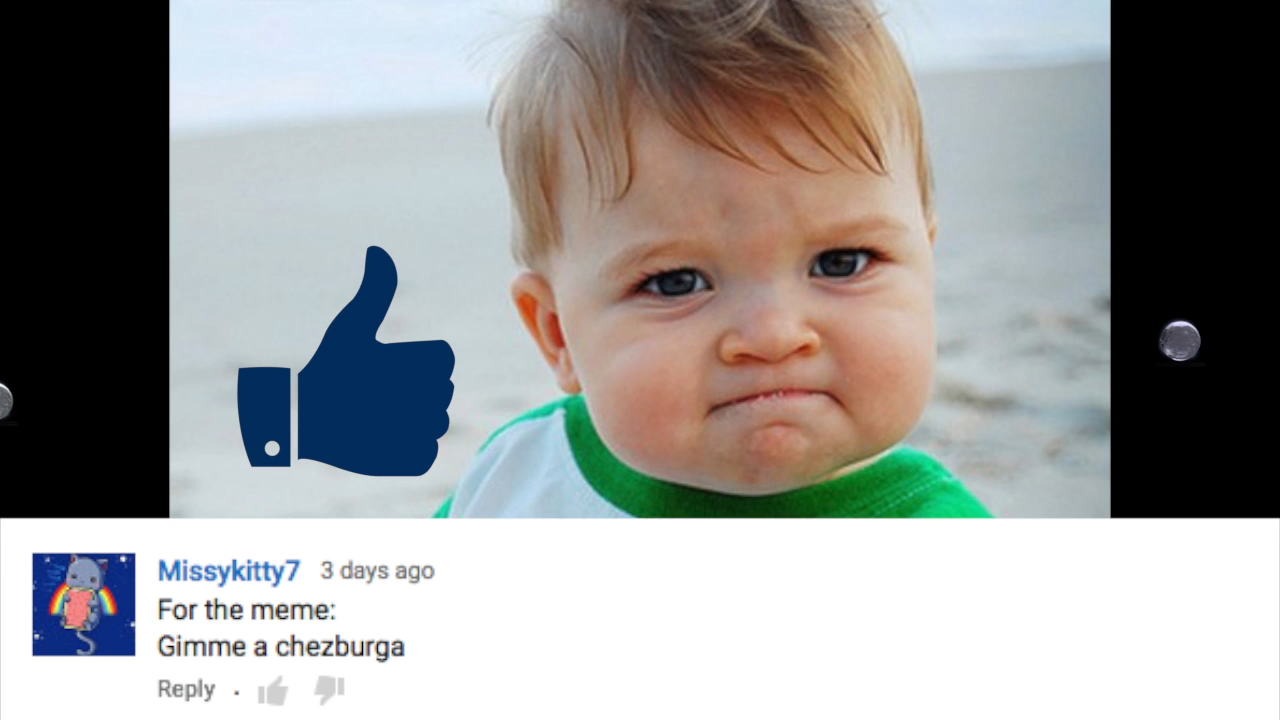 Missykitty7 3 days ago
For the meme:
Gimme a chezburga
Reply .